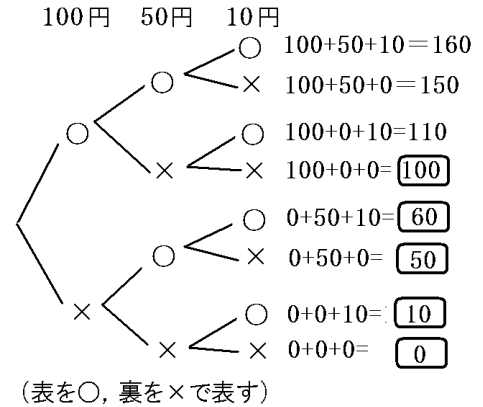 100円 50円 10円
○ 100+50+10=160
○ × 100+50+0=150
○ ○ 100+0+10=110
× × 100+0+0= 100
○ 0+50+10= 60
○ × 0+50+0= 50
× ○ 0+0+10= 10
× × 0+0+0= 0
(表を○, 裏を×で表す)